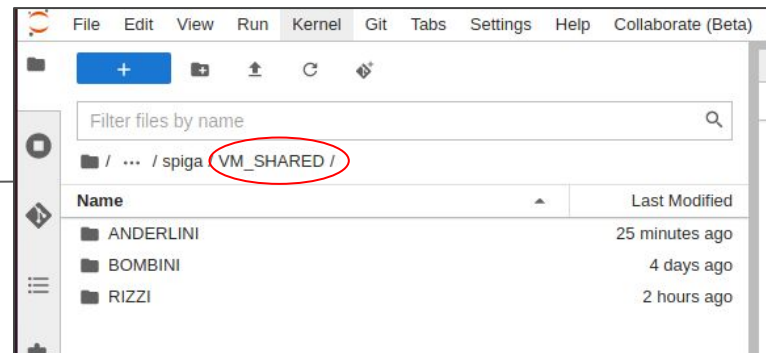 File Edit View Run Kernel Git Tabs Settings Help Collaborate (Beta)
+
Filter files by name
/ ··· / spiga / VM_SHARED /
Name Last Modified
ANDERLINI 25 minutes ago
BOMBINI 4 days ago
RIZZI 2 hours ago